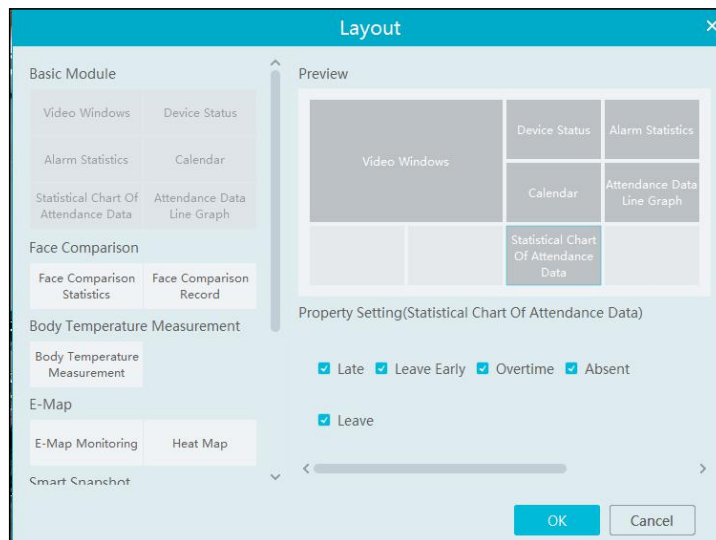 Layout
Basic Module
Video Windows
Device Status
Alarm Statistics
Calendar
Statistical Chart Of
Attendance Data
Attendance Data
Line Graph
Face Comparison
Face Comparison
Statistics
Face Comparison
Record
Body Temperature Measurement
Body Temperature
Measurement
E-Map
E-Map Monitoring
Heat Map
Smart Snapshot
Preview
Video Windows
Device Status
Alarm Statistics
Calendar
Attendance Data
Line Graph
Statistical Chart
Of Attendance
Data
Property Setting(Statistical Chart Of Attendance Data)
Late
Leave Early
Overtime
Absent
Leave
OK
Cancel